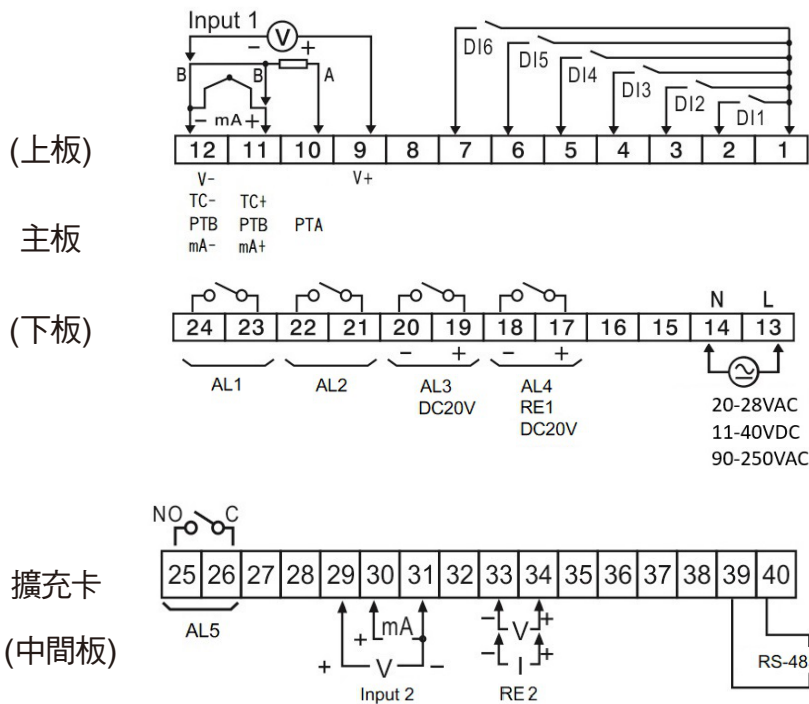 Input 1
V
− +
B B A
− mA +
DI6
DI5
DI4
DI3
DI2
DI1
(上板)
12 11 10 9 8 7 6 5 4 3 2 1
V− V+
TC− TC+
主板
PTB PTB PTA
mA− mA+
N L
(下板)
24 23 22 21 20 19 18 17 16 15 14 13
− + − +
AL1 AL2 AL3 AL4
DC20V RE1
DC20V
20-28VAC
11-40VDC
90-250VAC
NO C
擴充卡
25 26 27 28 29 30 31 32 33 34 35 36 37 38 39 40
AL5
(中間板)
+ mA
+ V −
Input 2
− V +
− I +
RE2
RS-48